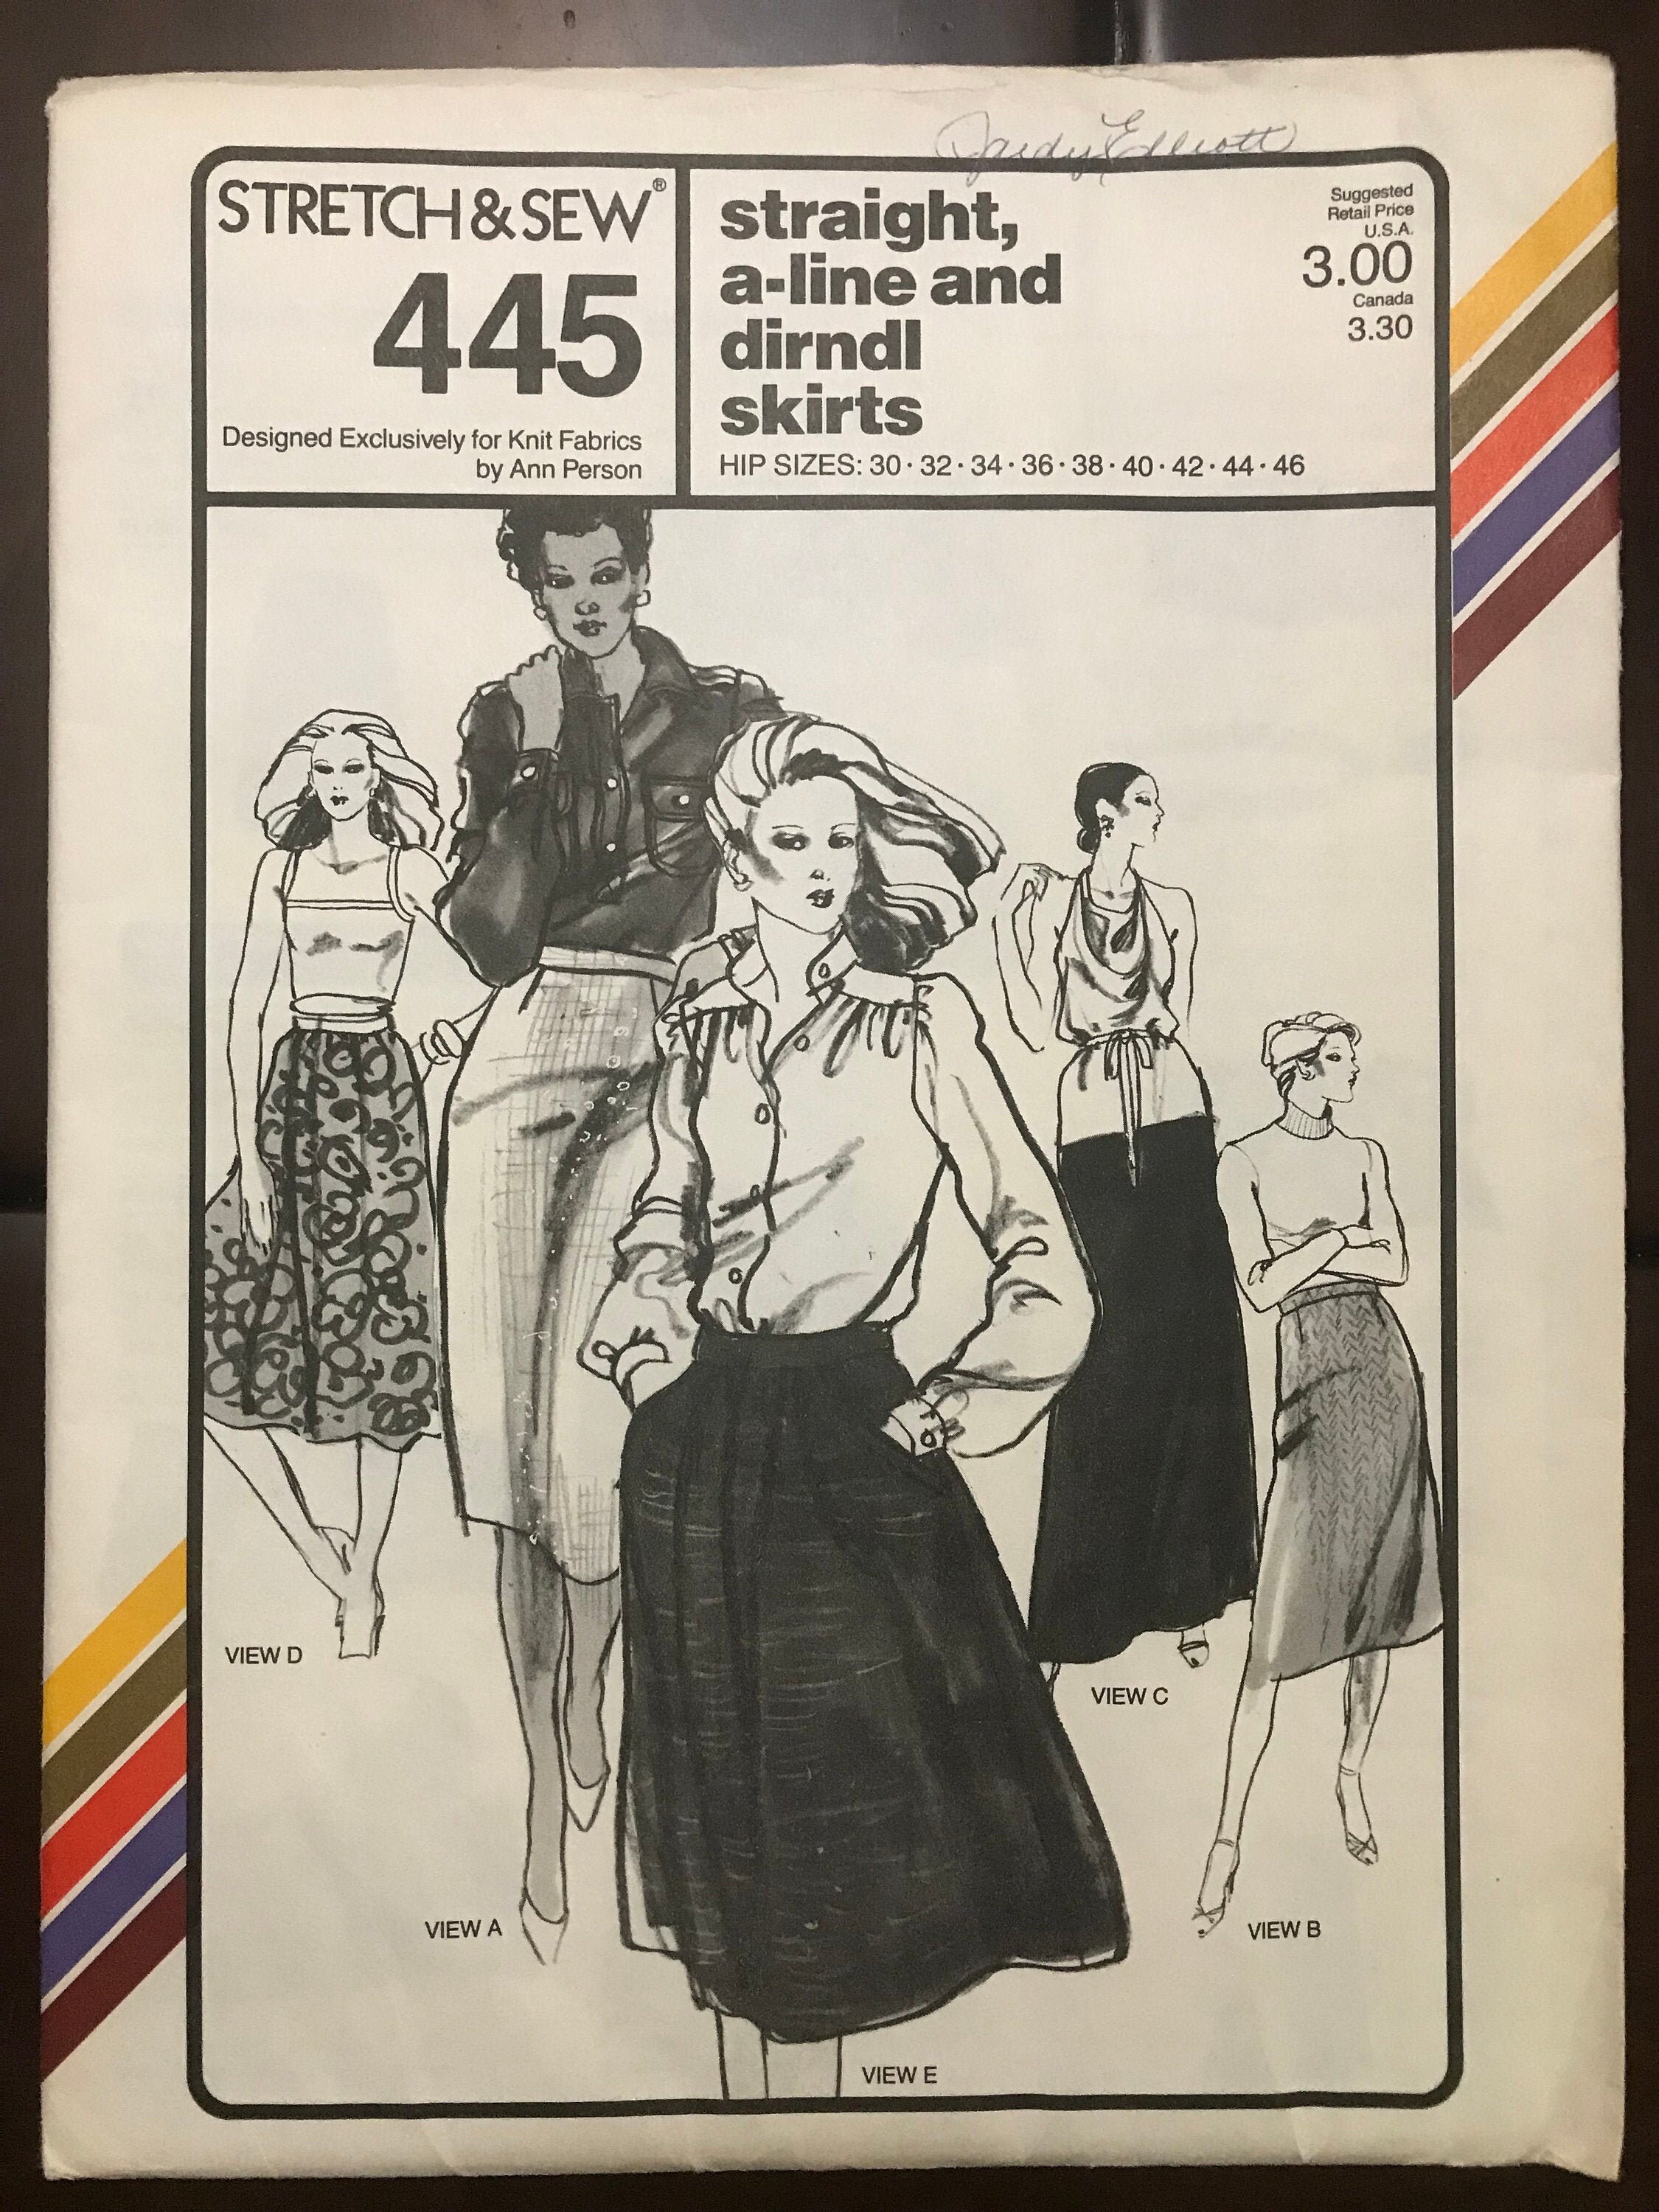 Elliott
STRETCH & SEW®
445
Designed Exclusively for Knit Fabrics
by Ann Person
straight,
a-line and
dirndl
skirts
HIP SIZES: 30 · 32 · 34 · 36 · 38 · 40 · 42 · 44 · 46
Suggested
Retail Price
U.S.A.
3.00
Canada
3.30
VIEW D
VIEW C
VIEW A
VIEW B
VIEW E